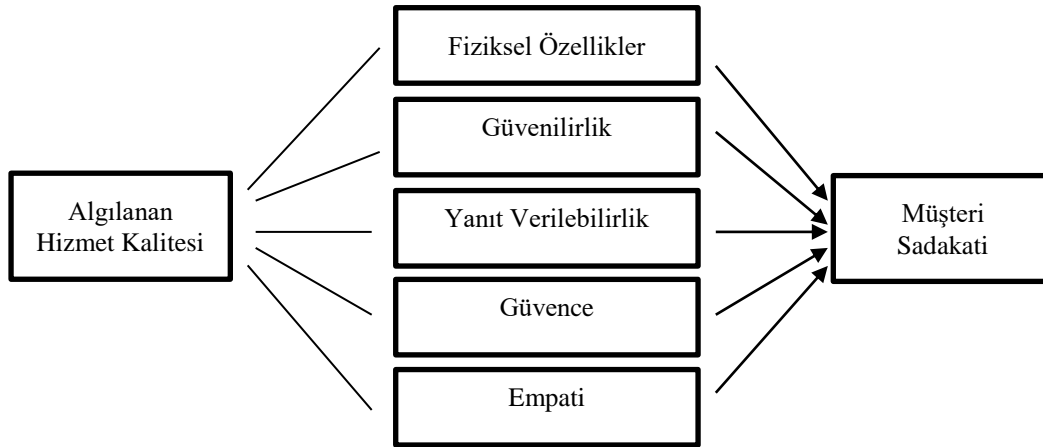 Fiziksel Özellikler
Güvenilirlik
Algılanan
Hizmet Kalitesi
Yanıt Verilebilirlik
Müşteri
Sadakati
Güvence
Empati